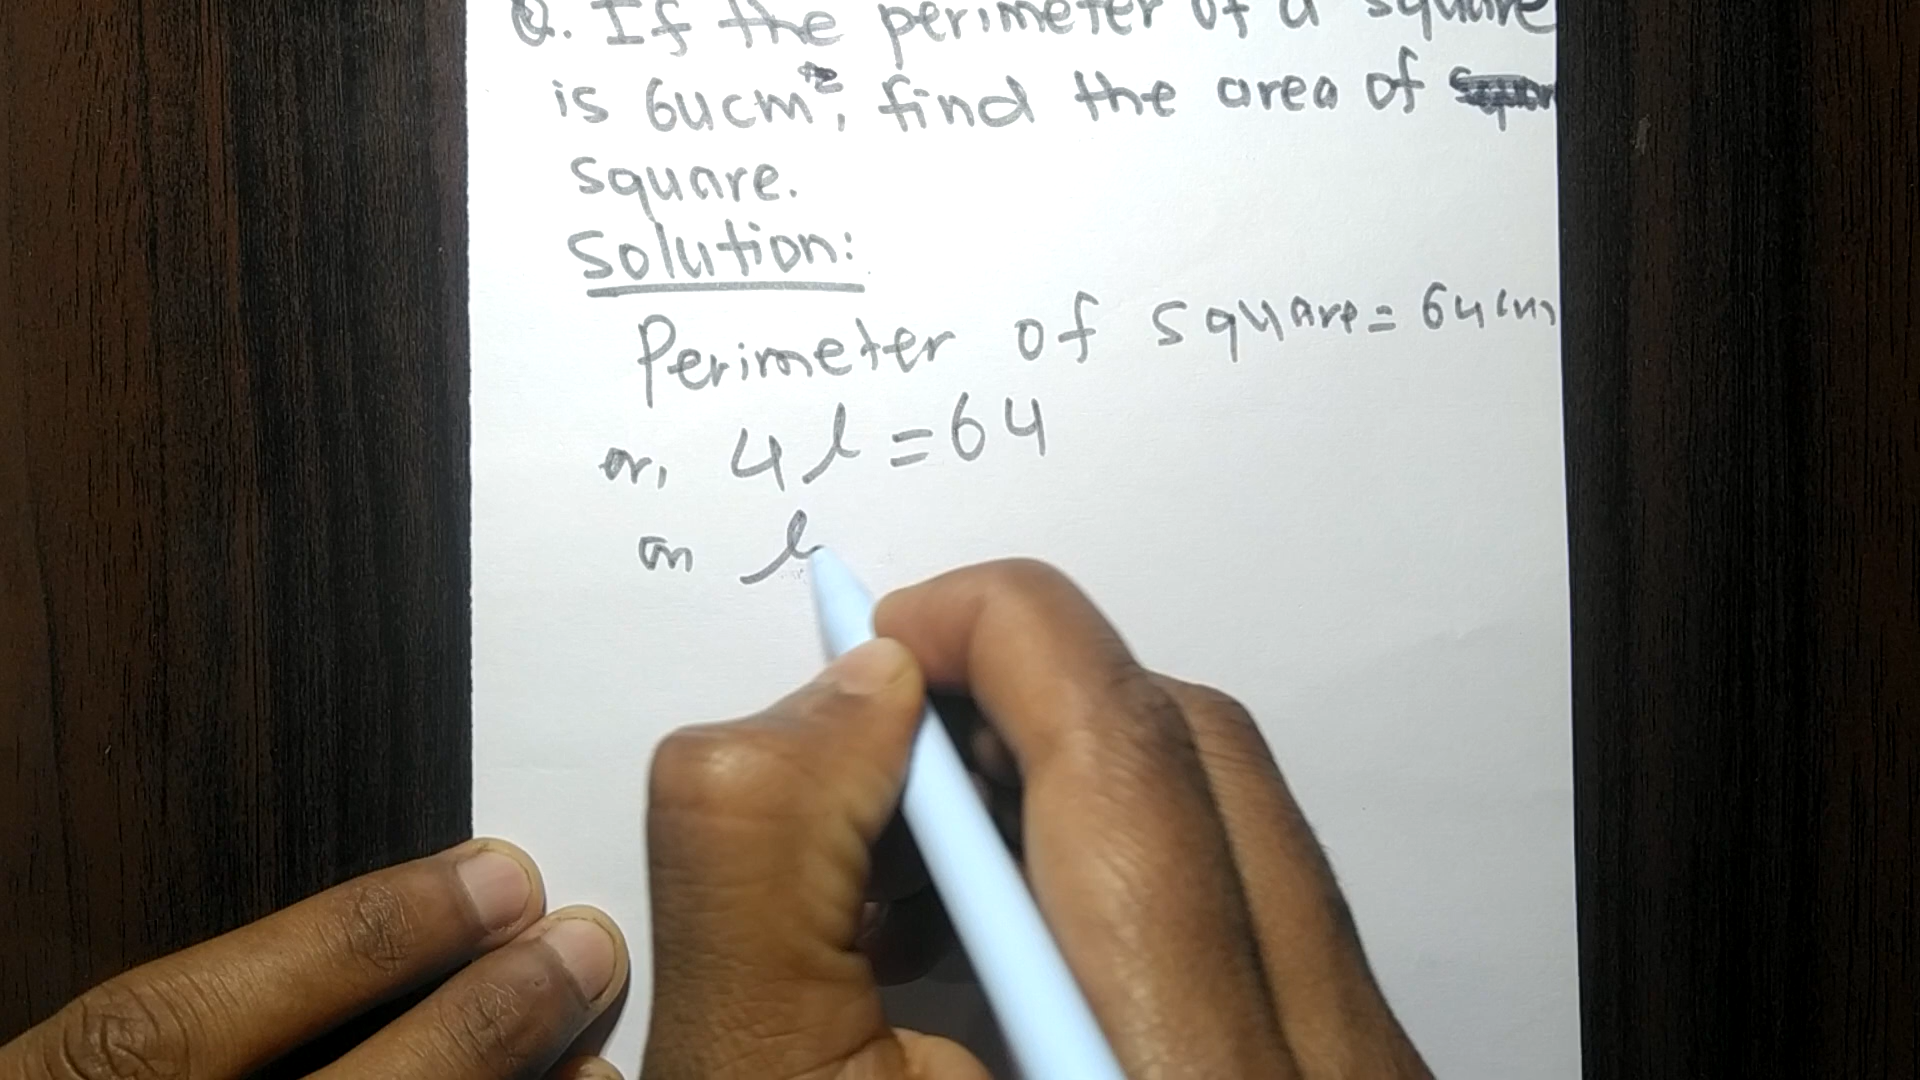 Q. If the perimeter of a square
is 64cm², find the area of
square.
Solution:
Perimeter of square = 64cm
or, 4l = 64
or l